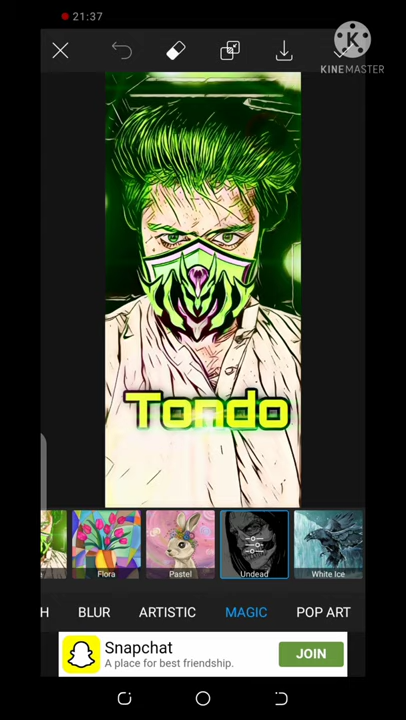 21:37
KINEMASTER
Tondo
Flora
Pastel
Undead
White Ice
BLUR
ARTISTIC
MAGIC
POP ART
Snapchat
A place for best friendship.
JOIN